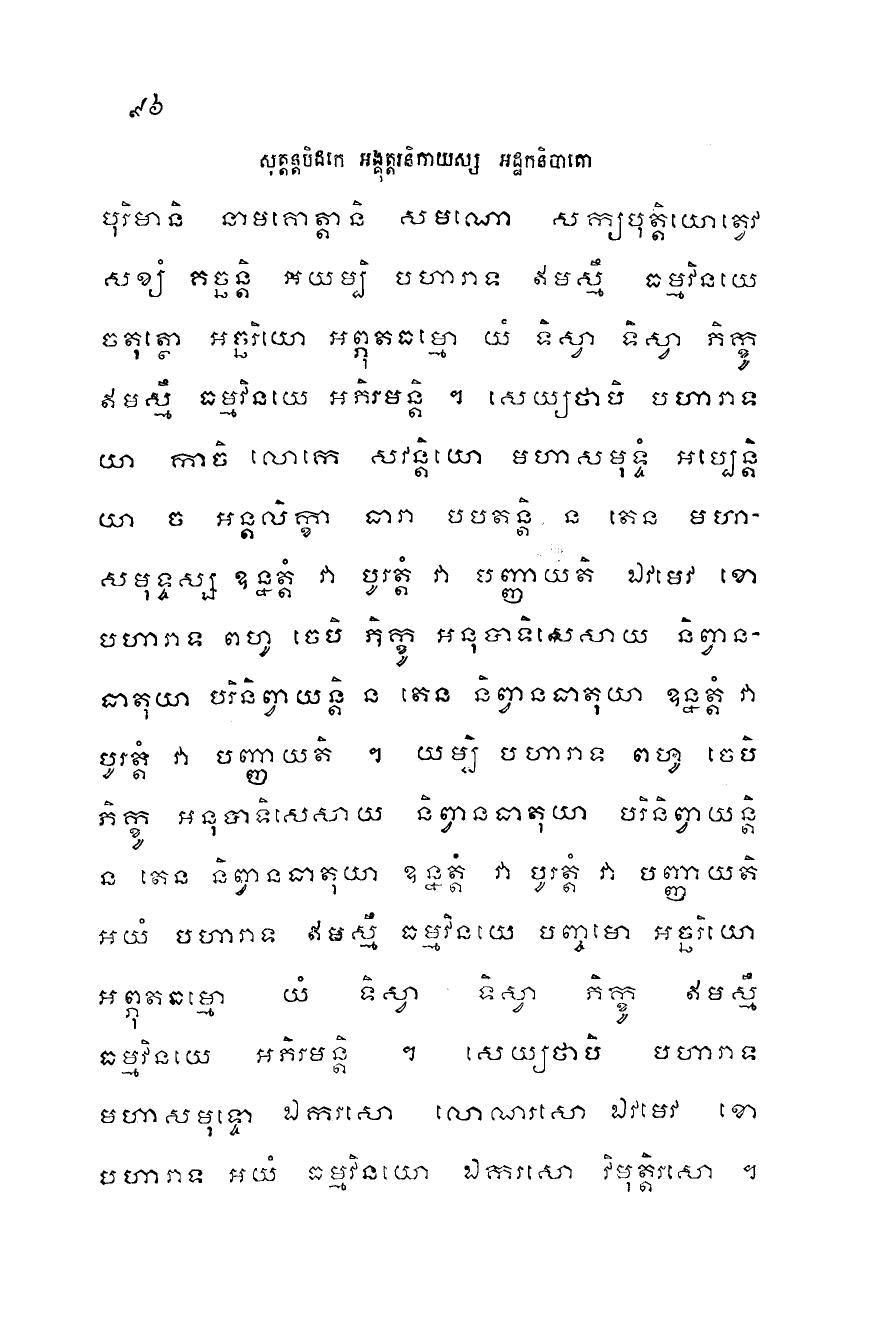 ៩៦
សុត្តន្តបិដកេ អង្គុត្តរនិកាយស្ស អដ្ឋកនិបាតោ
បុរិមានិ នាមគោត្តានិ សមណោ សក្យបុត្តិយោត្វេវ
សង្ខ្យំ គច្ឆន្តិ អយម្បិ បហារាទ ឥមស្មឹ ធម្មវិនយេ
ចតុត្ថោ អច្ឆរិយោ អព្ភុតធម្មោ យំ ទិស្វា ទិស្វា ភិក្ខូ
ឥមស្មឹ ធម្មវិនយេ អភិរមន្តិ ។ សេយ្យថាបិ បហារាទ
យា កាចិ លោកេ សវន្តិយោ មហាសមុទ្ទំ អប្បេន្តិ
យា ច អន្តលិក្ខា ធារា បបតន្តិ ន តេន មហា-
សមុទ្ទស្ស ឩនត្តំ វា បូរត្តំ វា បញ្ញាយតិ ឯវមេវ ខោ
បហារាទ ពហូ ចេបិ ភិក្ខូ អនុបាទិសេសាយ និព្វាន-
ធាតុយា បរិនិព្វាយន្តិ ន តេន និព្វានធាតុយា ឩនត្តំ វា
បូរត្តំ វា បញ្ញាយតិ ។ យម្បិ បហារាទ ពហូ ចេបិ
ភិក្ខូ អនុបាទិសេសាយ និព្វានធាតុយា បរិនិព្វាយន្តិ
ន តេន និព្វានធាតុយា ឩនត្តំ វា បូរត្តំ វា បញ្ញាយតិ
អយំ បហារាទ ឥមស្មឹ ធម្មវិនយេ បញ្ចមោ អច្ឆរិយោ
អព្ភុតធម្មោ យំ ទិស្វា ទិស្វា ភិក្ខូ ឥមស្មឹ
ធម្មវិនយេ អភិរមន្តិ ។ សេយ្យថាបិ បហារាទ
មហាសមុទ្ទោ ឯករសោ លោណរសោ ឯវមេវ ខោ
បហារាទ អយំ ធម្មវិនយោ ឯករសោ វិមុត្តិរសោ ។